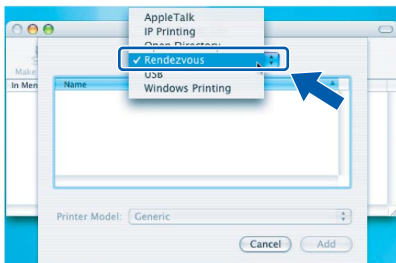 AppleTalk
IP Printing
Open Directory
✓ Rendezvous
USB
Windows Printing
Make
In Men
Name
Printer Model: Generic
Cancel Add